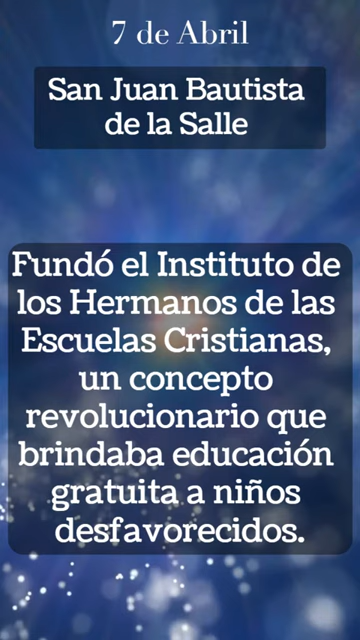 7 de Abril
San Juan Bautista
de la Salle
Fundó el Instituto de
los Hermanos de las
Escuelas Cristianas,
un concepto
revolucionario que
brindaba educación
gratuita a niños
desfavorecidos.